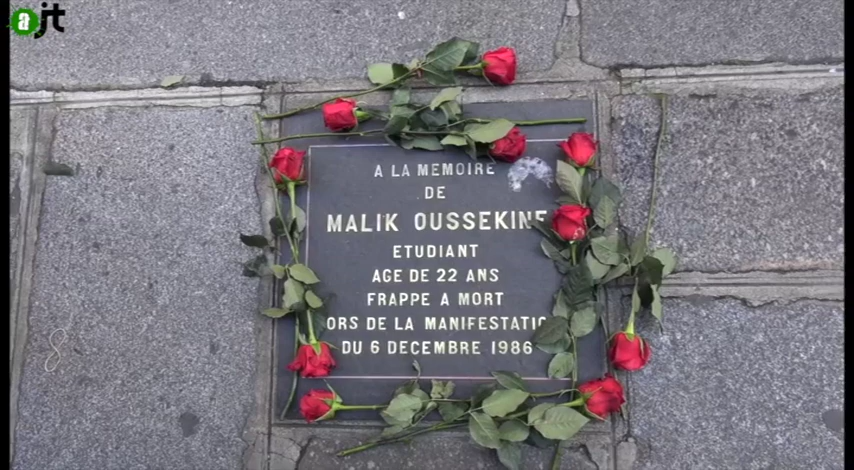 ajt
A LA MEMOIRE
DE
MALIK OUSSEKINE
ETUDIANT
AGE DE 22 ANS
FRAPPE A MORT
ORS DE LA MANIFESTATIO
DU 6 DECEMBRE 1986